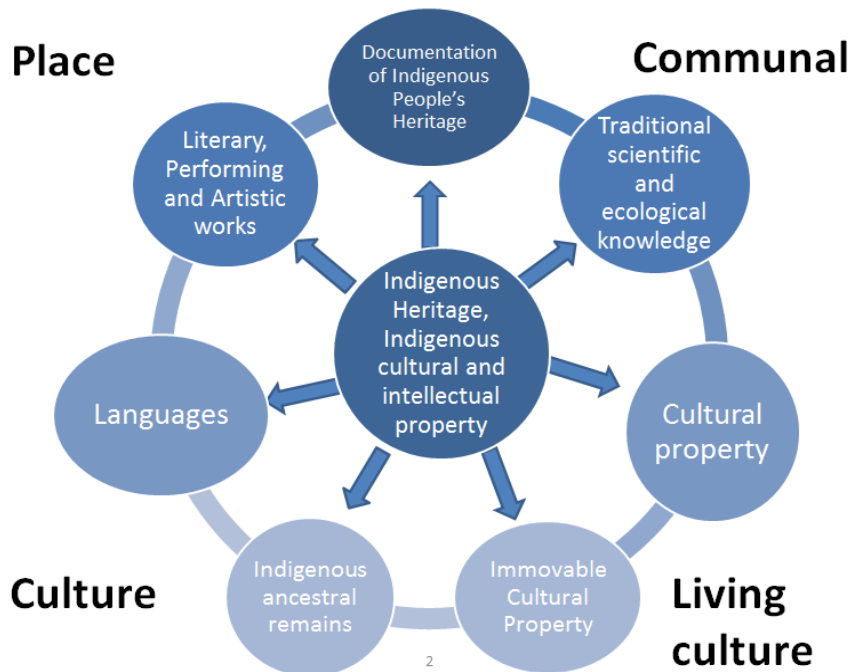 Place
Communal
Documentation
of Indigenous
People's
Heritage
Literary,
Performing
and Artistic
works
Traditional
scientific
and
ecological
knowledge
Indigenous
Heritage,
Indigenous
cultural and
intellectual
property
Languages
Cultural
property
Indigenous
ancestral
remains
Immovable
Cultural
Property
Culture
Living
culture
2